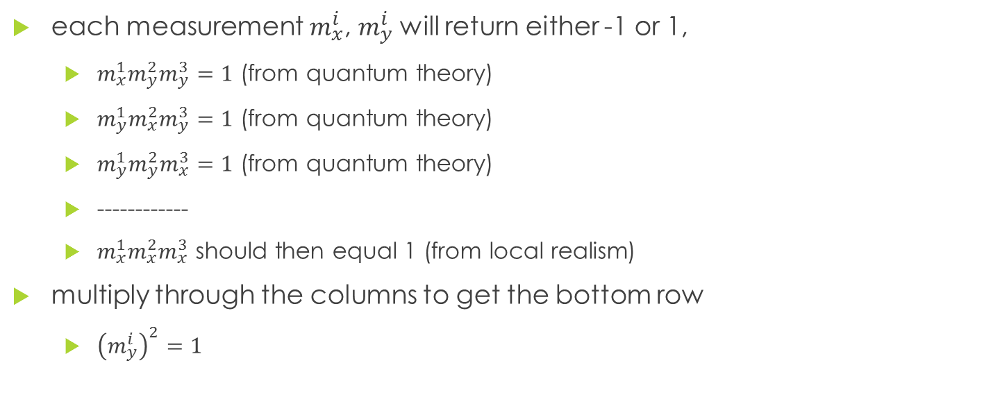 each measurement $m_x^i$, $m_y^i$ will return either -1 or 1,
$m_x^1 m_y^2 m_y^3 = 1$ (from quantum theory)
$m_y^1 m_x^2 m_y^3 = 1$ (from quantum theory)
$m_y^1 m_y^2 m_x^3 = 1$ (from quantum theory)
------------
$m_x^1 m_x^2 m_x^3$ should then equal 1 (from local realism)
multiply through the columns to get the bottom row
$(m_y^i)^2 = 1$